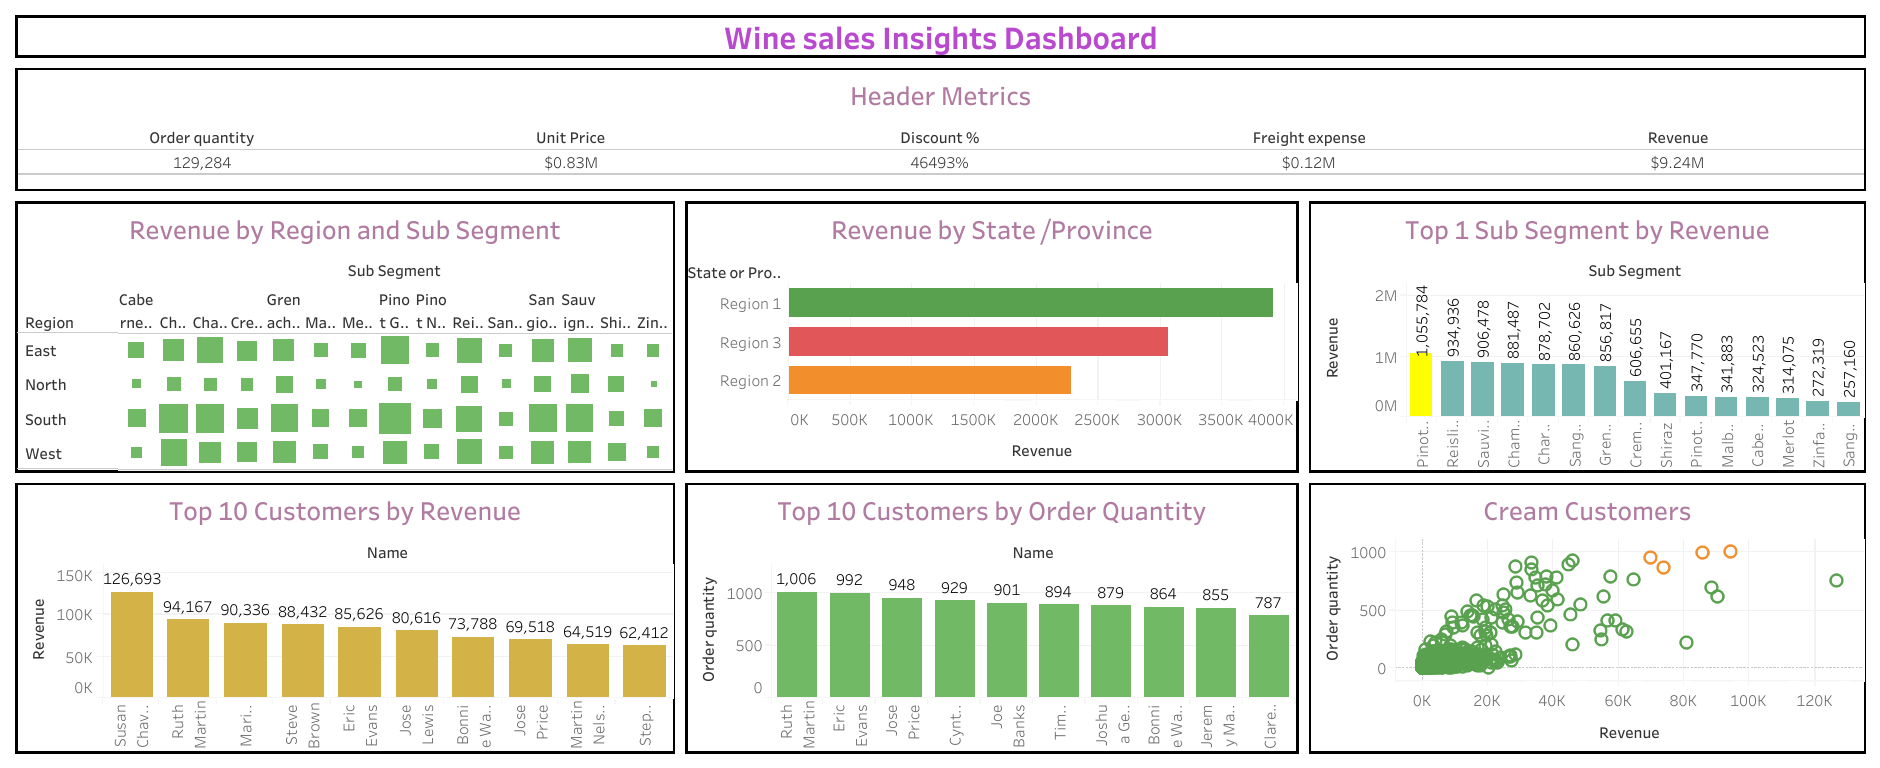 Wine sales Insights Dashboard
Header Metrics
Order quantity Unit Price Discount % Freight expense Revenue
129,284 $0.83M 46493% $0.12M $9.24M
Revenue by Region and Sub Segment
Sub Segment
Region Cabe rne.. Ch.. Cha.. Cre.. Gren ach.. Ma.. Me.. Pino t G.. Pino t N.. Rei.. San.. San gio.. Sauv ign.. Shi.. Zin..
East
North
South
West
Revenue by State /Province
State or Pro..
Region 1
Region 3
Region 2
0K 500K 1000K 1500K 2000K 2500K 3000K 3500K 4000K
Revenue
Top 1 Sub Segment by Revenue
Sub Segment
Revenue
2M
1M
0M
1,055,784 934,936 906,478 881,487 878,702 860,626 856,817 606,655 401,167 347,770 341,883 324,523 314,075 272,319 257,160
Pinot.. Reisli.. Sauvi.. Cham.. Char.. Sang.. Gren.. Crem.. Shiraz Pinot.. Malb.. Cabe.. Merlot Zinfa.. Sang..
Top 10 Customers by Revenue
Name
Revenue
150K
100K
50K
0K
126,693 94,167 90,336 88,432 85,626 80,616 73,788 69,518 64,519 62,412
Susan Chav.. Ruth Martin Mari.. Steve Brown Eric Evans Jose Lewis Bonni e Wa.. Jose Price Martin Nels.. Step..
Top 10 Customers by Order Quantity
Name
Order quantity
1000
500
0
1,006 992 948 929 901 894 879 864 855 787
Ruth Martin Eric Evans Jose Price Cynt.. Joe Banks Tim.. Joshu a Ge.. Bonni e Wa.. Jerem y Ma.. Clare..
Cream Customers
Order quantity
1000
500
0
0K 20K 40K 60K 80K 100K 120K
Revenue